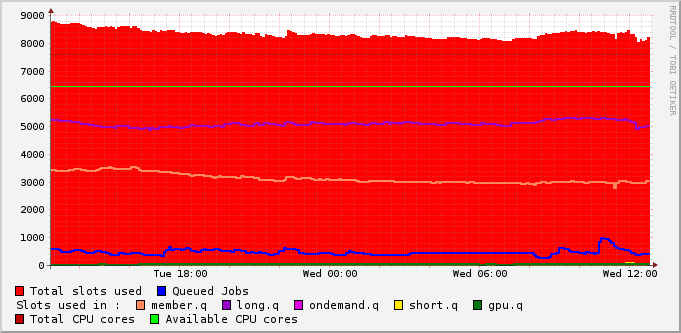 RRDTOOL / TOBI OETIKER
9000
8000
7000
6000
5000
4000
3000
2000
1000
0
Tue 18:00 Wed 00:00 Wed 06:00 Wed 12:00
Total slots used Queued Jobs
Slots used in : member.q long.q ondemand.q short.q gpu.q
Total CPU cores Available CPU cores